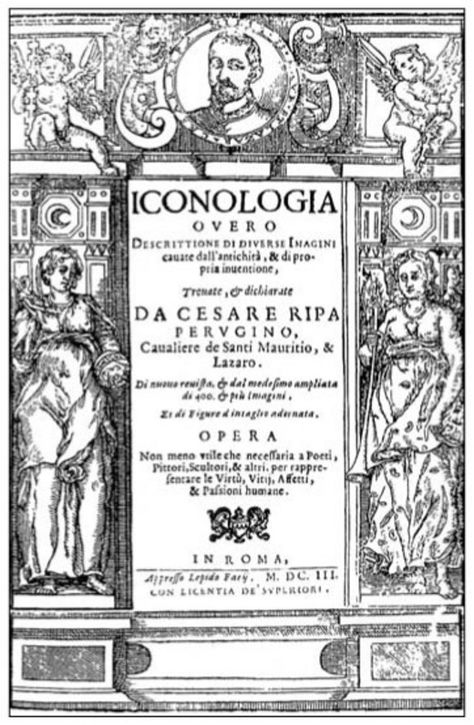 ICONOLOGIA
OVERO
DESCRITTIONE DI DIVERSE IMAGINI
cauate dall'antichità, & di pro-
pria inuentione,
Trouate, & dichiarate
DA CESARE RIPA
PERVGINO,
Caualiere de Santi Mauritio, &
Lazaro.
Di nuouo reuista, & dal medesimo ampliata
di 400. & più Imagini,
Et di Figure d'intaglio adornata.
OPERA
Non meno vtile che necessaria a Poeti,
Pittori, Scultori, & altri, per rappre-
sentare le Virtù, Vitij, Affetti,
& Passioni humane.
IN ROMA,
Appresso Lepido Facij, M. DC. III.
CON LICENTIA DE' SVPERIORI.